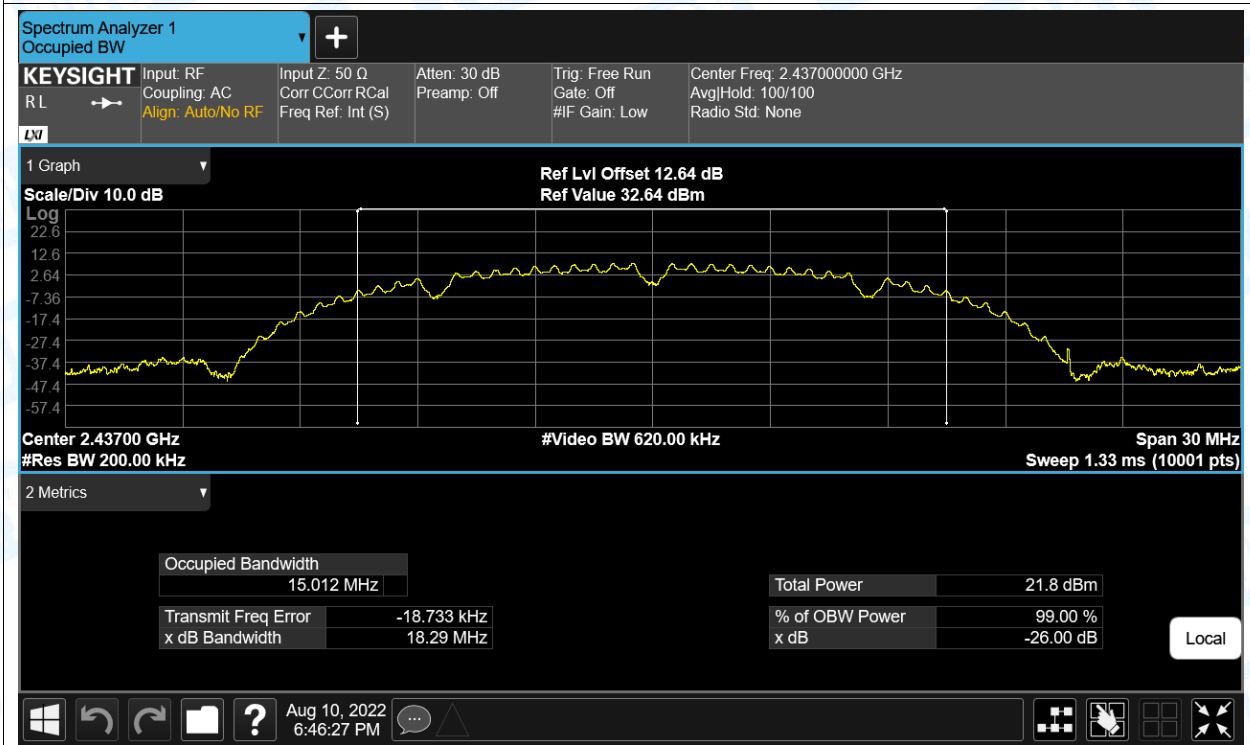 Spectrum Analyzer 1
Occupied BW
+
KEYSIGHT
R L
LXI
Input: RF
Coupling: AC
Align: Auto/No RF
Input Z: 50 Ω
Corr CCorr RCal
Freq Ref: Int (S)
Atten: 30 dB
Preamp: Off
Trig: Free Run
Gate: Off
#IF Gain: Low
Center Freq: 2.437000000 GHz
Avg|Hold: 100/100
Radio Std: None
1 Graph
Scale/Div 10.0 dB
Ref Lvl Offset 12.64 dB
Ref Value 32.64 dBm
Log
22.6
12.6
2.64
-7.36
-17.4
-27.4
-37.4
-47.4
-57.4
Center 2.43700 GHz
#Video BW 620.00 kHz
Span 30 MHz
#Res BW 200.00 kHz
Sweep 1.33 ms (10001 pts)
2 Metrics
Occupied Bandwidth
15.012 MHz
Total Power 21.8 dBm
Transmit Freq Error -18.733 kHz
% of OBW Power 99.00 %
x dB Bandwidth 18.29 MHz
x dB -26.00 dB
Local
?
Aug 10, 2022
6:46:27 PM